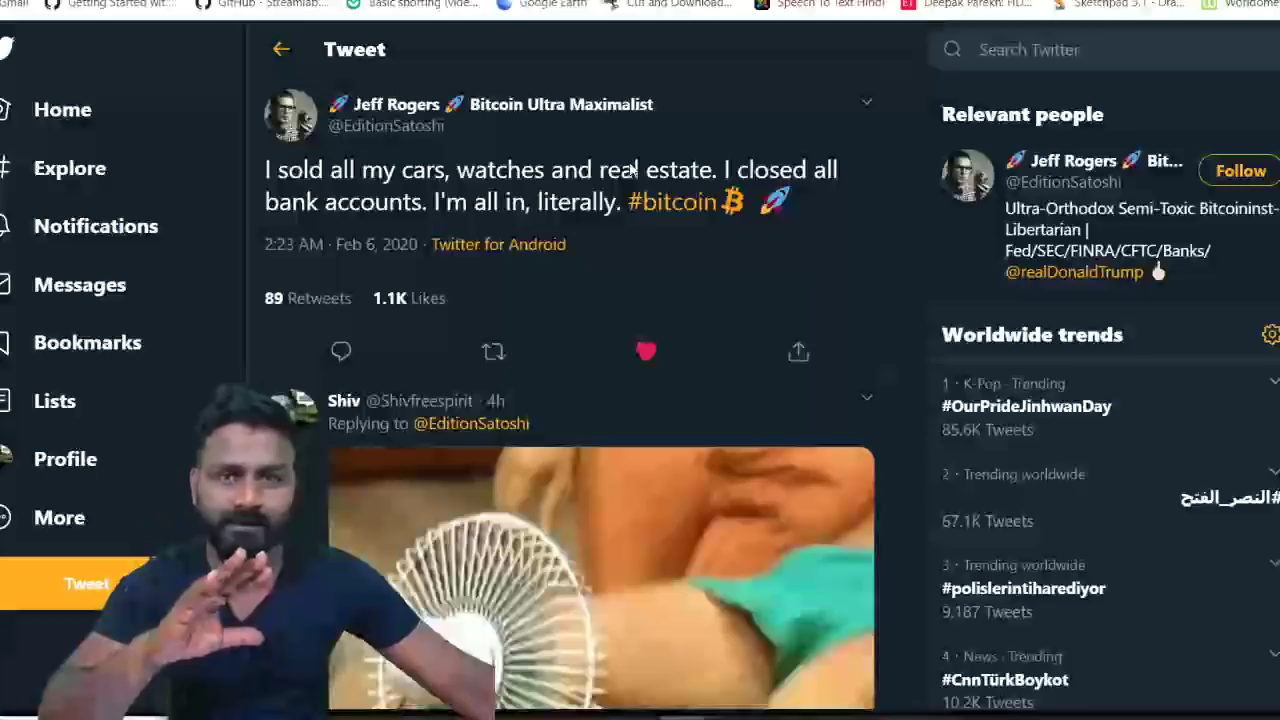 Gmail
Getting Started wit...
GitHub - Streamlab...
Basic sporting (vide...
Google Earth
Cut and Download...
Speech To Text Hindi
Deepak Parekh: HD...
Sketchpad 5.1 - Dra...
Worldome
Tweet
Search Twitter
Home
Explore
Notifications
Messages
Bookmarks
Lists
Profile
More
Tweet
🚀 Jeff Rogers 🚀 Bitcoin Ultra Maximalist
@EditionSatoshi
I sold all my cars, watches and real estate. I closed all
bank accounts. I'm all in, literally. #bitcoin 🚀
2:23 AM · Feb 6, 2020 · Twitter for Android
89 Retweets 1.1K Likes
Shiv @Shivfreespirit · 4h
Replying to @EditionSatoshi
Relevant people
🚀 Jeff Rogers 🚀 Bit...
Follow
@EditionSatoshi
Ultra-Orthodox Semi-Toxic Bitcoininst-
Libertarian |
Fed/SEC/FINRA/CFTC/Banks/
@realDonaldTrump 🖕🏻
Worldwide trends
1 · K-Pop · Trending
#OurPrideJinhwanDay
85.6K Tweets
2 · Trending worldwide
#النصر_الفتح
67.1K Tweets
3 · Trending worldwide
#polislerintiharediyor
9,187 Tweets
4 · News · Trending
#CnnTürkBoykot
10.2K Tweets